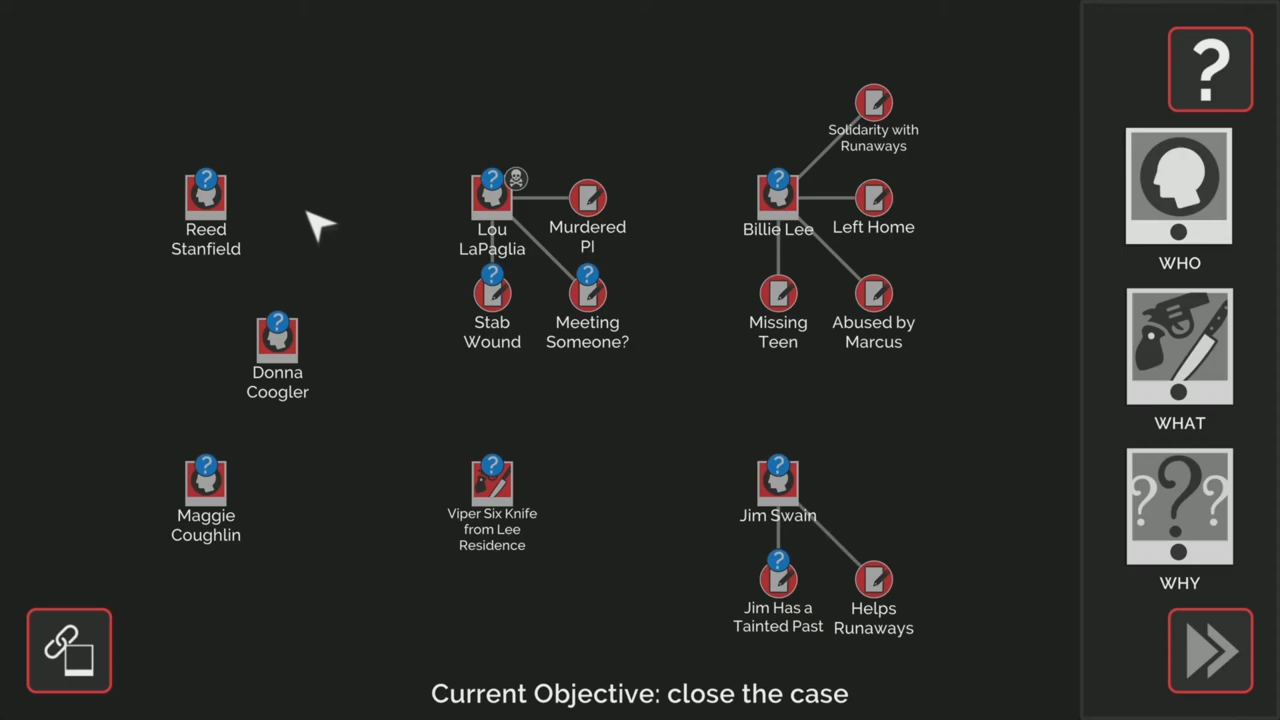 Solidarity with
Runaways
Reed
Stanfield
Lou
LaPaglia
Murdered
PI
Billie Lee
Left Home
Stab
Wound
Meeting
Someone?
Missing
Teen
Abused by
Marcus
Donna
Coogler
Maggie
Coughlin
Viper Six Knife
from Lee
Residence
Jim Swain
Jim Has a
Tainted Past
Helps
Runaways
?
WHO
WHAT
? ? ?
WHY
Current Objective: close the case